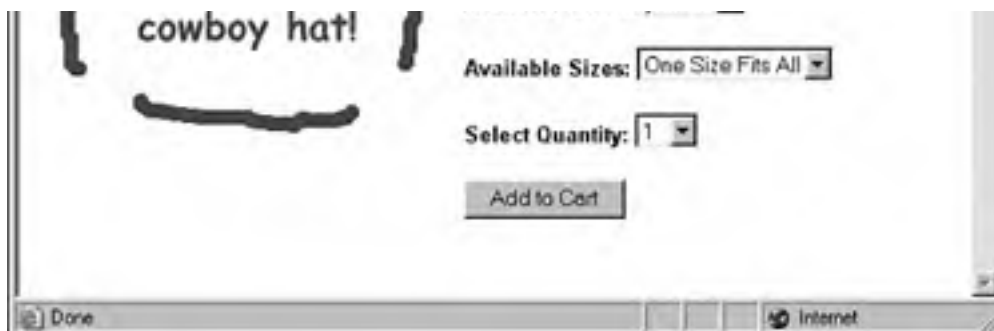 cowboy hat!
Available Sizes: One Size Fits All
Select Quantity: 1
Add to Cart
Done
Internet